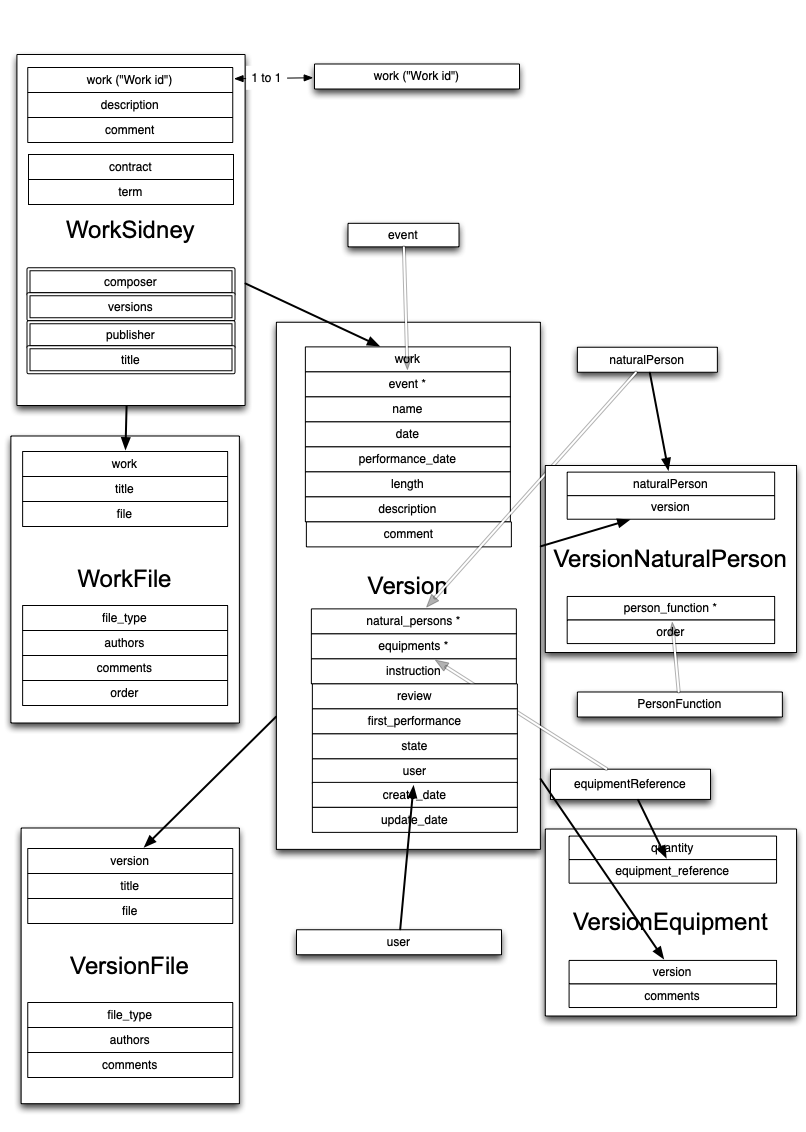 work ("Work id")
description
comment
contract
term
WorkSidney
composer
versions
publisher
title
1 to 1
work ("Work id")
event
work
event *
name
date
performance_date
length
description
comment
Version
natural_persons *
equipments *
instruction
review
first_performance
state
user
create_date
update_date
naturalPerson
naturalPerson
version
VersionNaturalPerson
person_function *
order
PersonFunction
work
title
file
WorkFile
file_type
authors
comments
order
equipmentReference
quantity
equipment_reference
VersionEquipment
version
comments
version
title
file
VersionFile
file_type
authors
comments
user